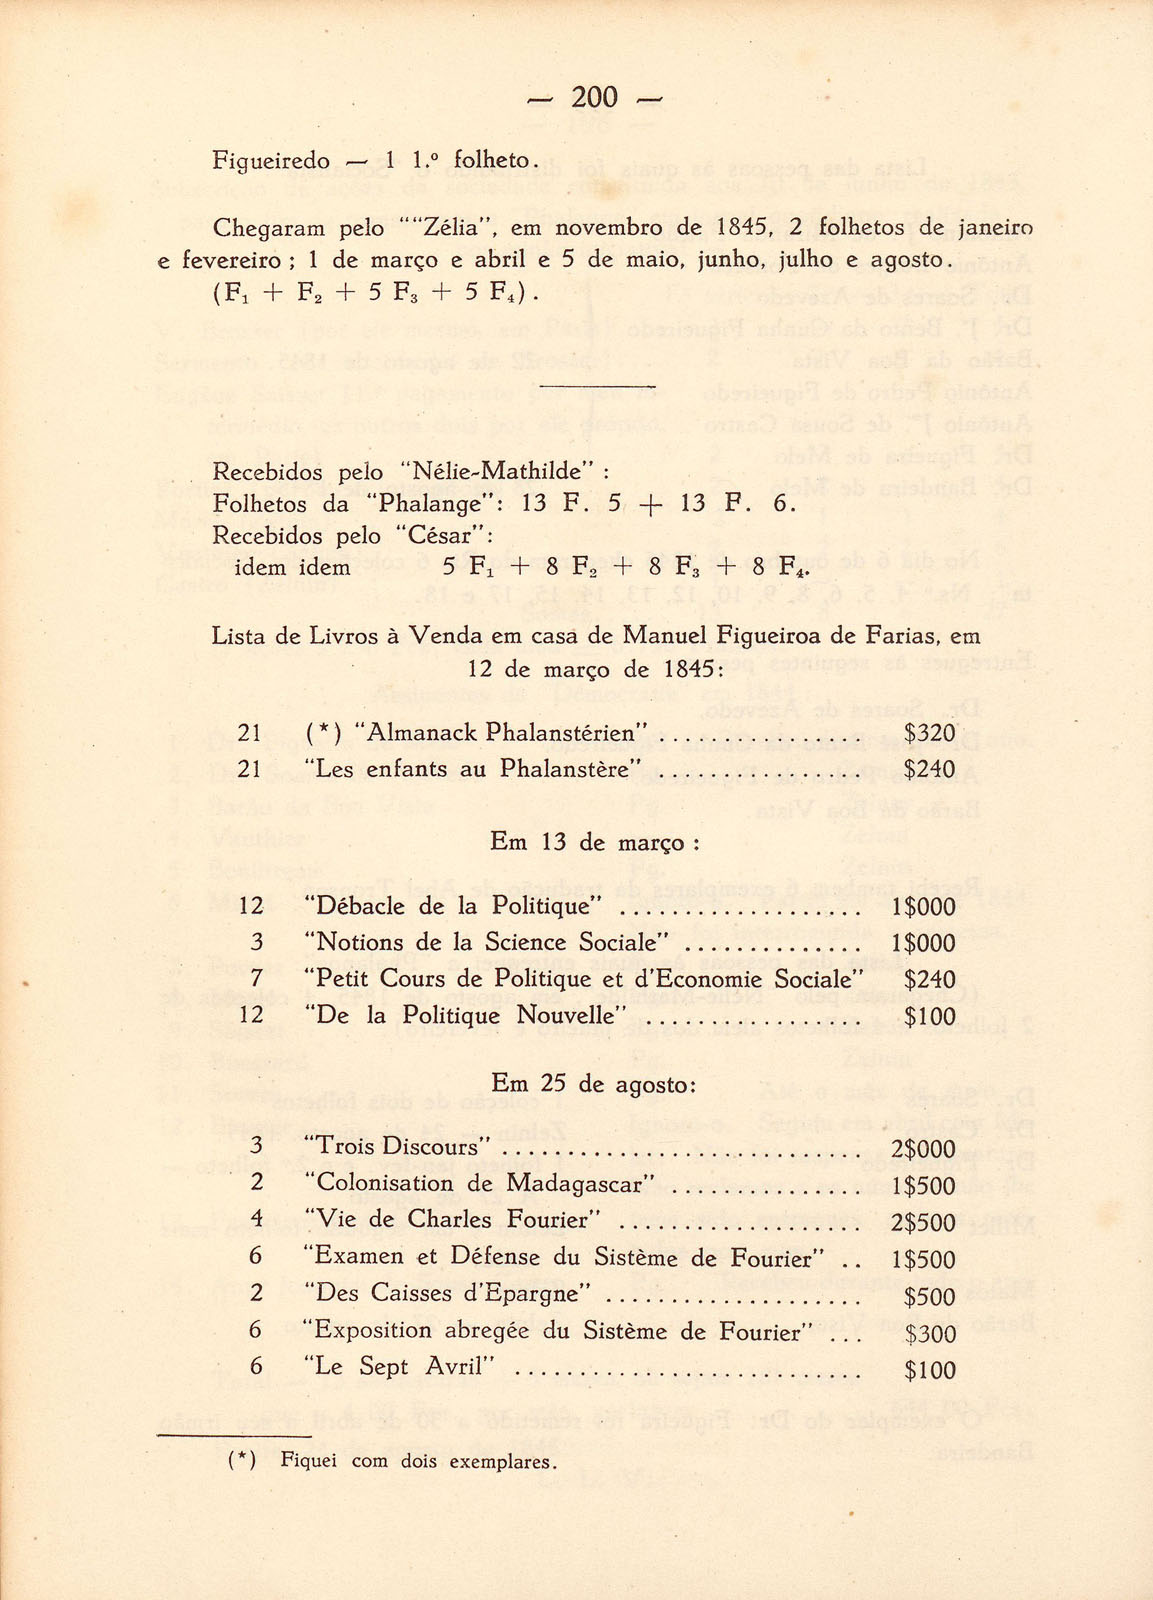 — 200 —
Figueiredo — 1 1.º folheto.
Chegaram pelo ““Zélia”, em novembro de 1845, 2 folhetos de janeiro
e fevereiro ; 1 de março e abril e 5 de maio, junho, julho e agosto.
(F₁ + F₂ + 5 F₃ + 5 F₄).
Recebidos pelo “Nélie-Mathilde” :
Folhetos da “Phalange”: 13 F. 5 + 13 F. 6.
Recebidos pelo “César”:
idem idem 5 F₁ + 8 F₂ + 8 F₃ + 8 F₄.
Lista de Livros à Venda em casa de Manuel Figueiroa de Farias, em
12 de março de 1845:
21 (*) “Almanack Phalanstérien” ................ $320
21 “Les enfants au Phalanstère” ................ $240
Em 13 de março :
12 “Débacle de la Politique” ................... 1$000
3 “Notions de la Science Sociale” .............. 1$000
7 “Petit Cours de Politique et d'Economie Sociale” $240
12 “De la Politique Nouvelle” ................. $100
Em 25 de agosto:
3 “Trois Discours” ............................ 2$000
2 “Colonisation de Madagascar” ............... 1$500
4 “Vie de Charles Fourier” ................... 2$500
6 “Examen et Défense du Sistème de Fourier” .. 1$500
2 “Des Caisses d'Epargne” .................... $500
6 “Exposition abregée du Sistème de Fourier” ... $300
6 “Le Sept Avril” ........................... $100
(*) Fiquei com dois exemplares.